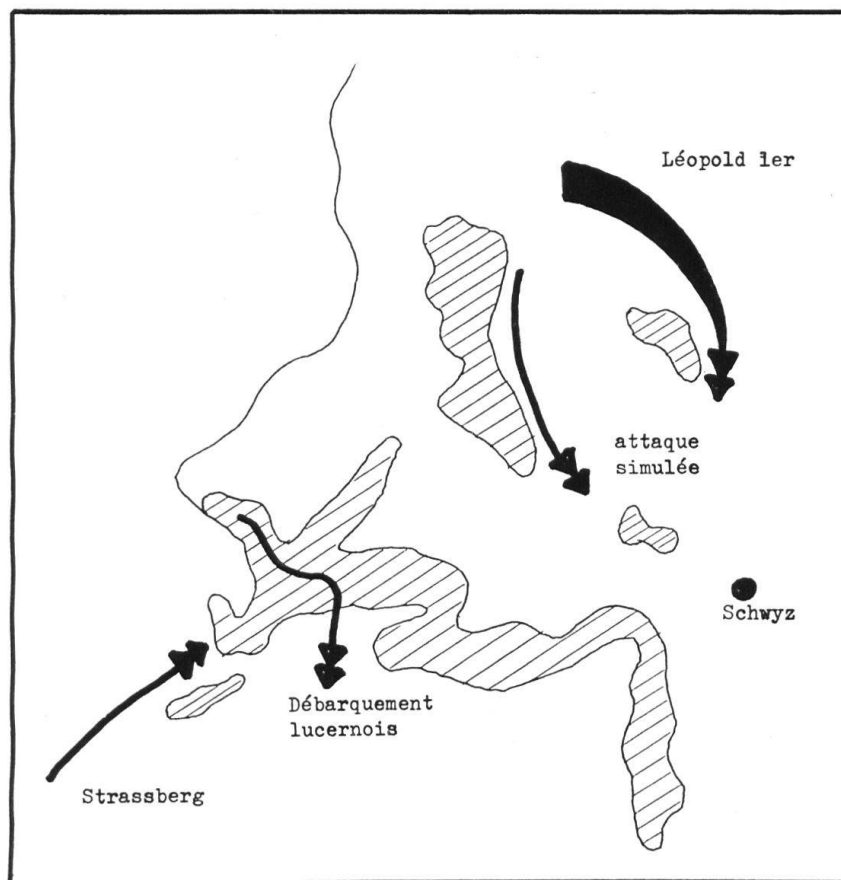 Léopold 1er
attaque
simulée
Schwyz
Débarquement
lucernois
Strassberg